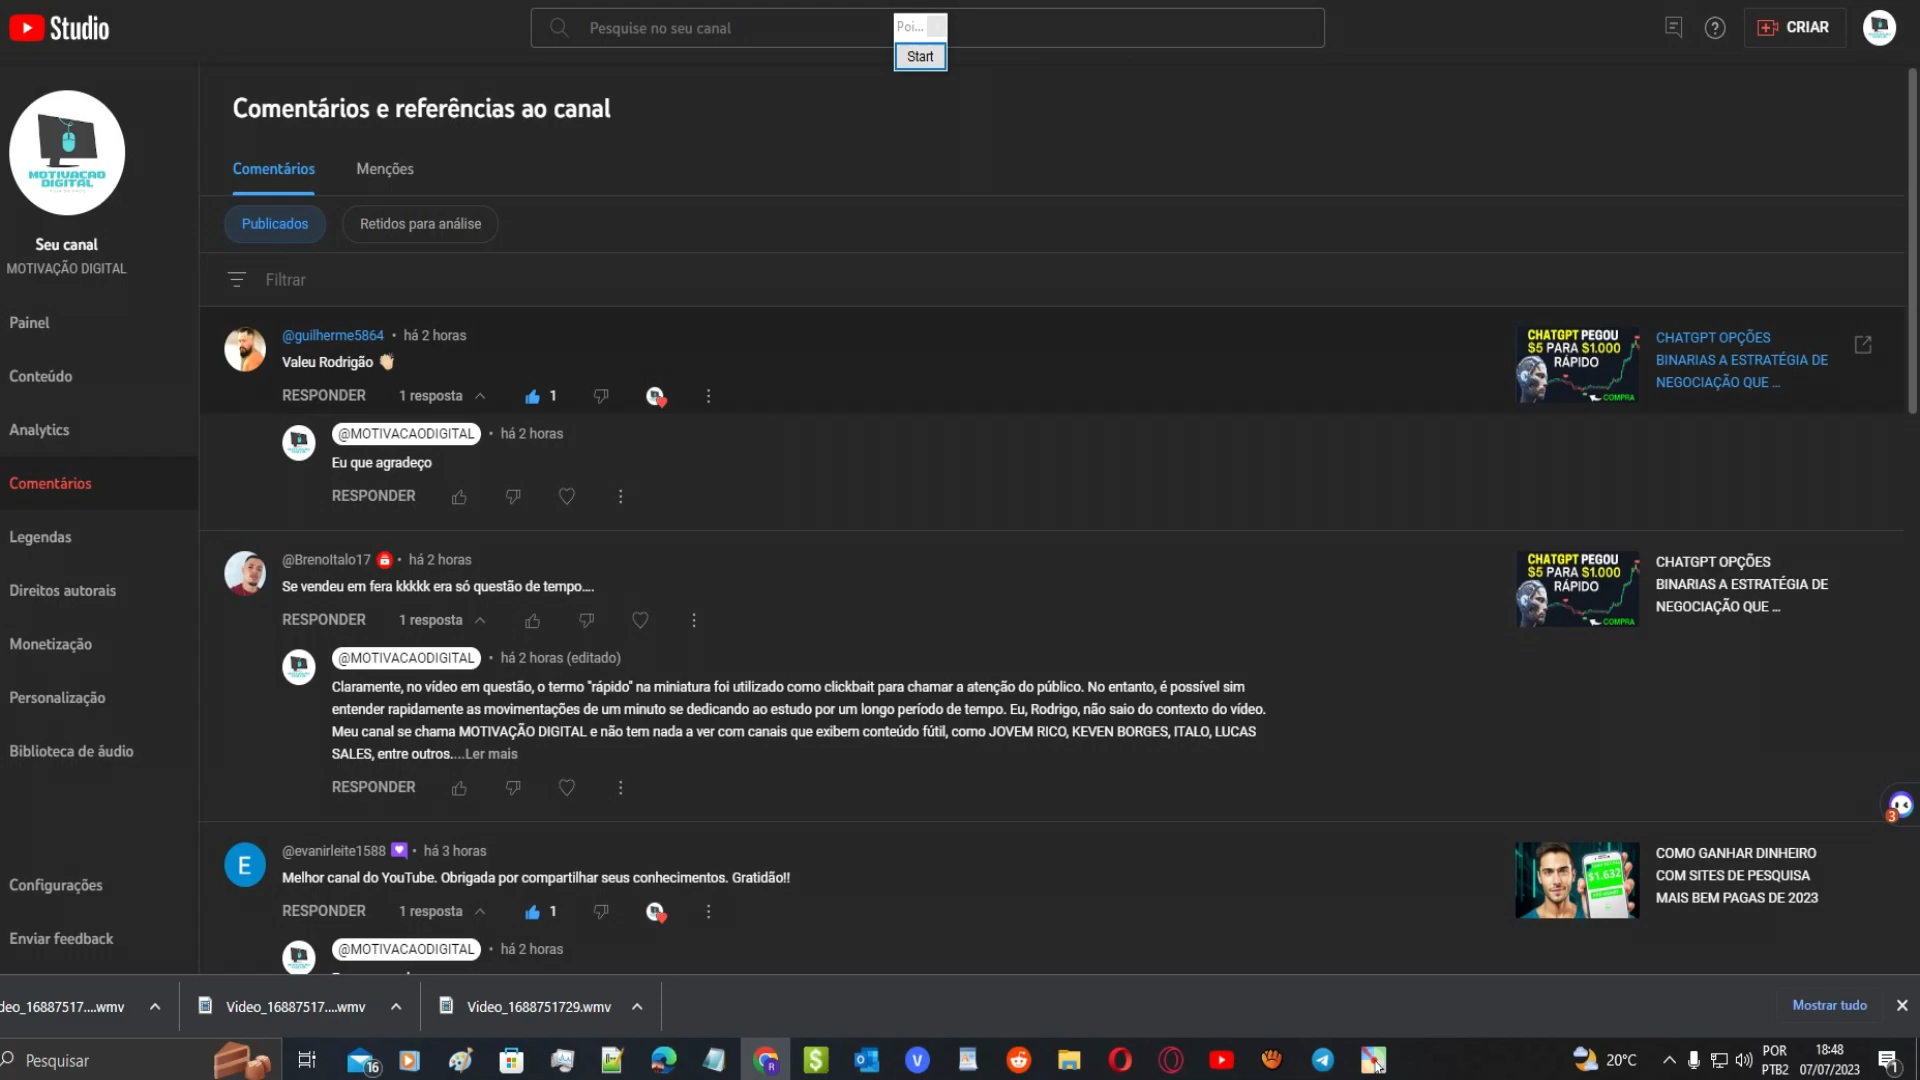 Studio
Pesquise no seu canal
Poi...
Start
CRIAR
MOTIVAÇAO
DIGITAL
Seu canal
MOTIVAÇÃO DIGITAL
Painel
Conteúdo
Analytics
Comentários
Legendas
Direitos autorais
Monetização
Personalização
Biblioteca de áudio
Configurações
Enviar feedback
Comentários e referências ao canal
Comentários
Menções
Publicados
Retidos para análise
Filtrar
@guilherme5864 • há 2 horas
Valeu Rodrigão 👏🏻
RESPONDER 1 resposta 1
@MOTIVACAODIGITAL • há 2 horas
Eu que agradeço
RESPONDER
CHATGPT PEGOU
$5 PARA $1.000
RÁPIDO
COMPRA
CHATGPT OPÇÕES
BINARIAS A ESTRATÉGIA DE
NEGOCIAÇÃO QUE ...
@BrenoItalo17 • há 2 horas
Se vendeu em fera kkkkk era só questão de tempo....
RESPONDER 1 resposta
@MOTIVACAODIGITAL • há 2 horas (editado)
Claramente, no vídeo em questão, o termo "rápido" na miniatura foi utilizado como clickbait para chamar a atenção do público. No entanto, é possível sim
entender rapidamente as movimentações de um minuto se dedicando ao estudo por um longo período de tempo. Eu, Rodrigo, não saio do contexto do vídeo.
Meu canal se chama MOTIVAÇÃO DIGITAL e não tem nada a ver com canais que exibem conteúdo fútil, como JOVEM RICO, KEVEN BORGES, ITALO, LUCAS
SALES, entre outros....Ler mais
RESPONDER
CHATGPT PEGOU
$5 PARA $1.000
RÁPIDO
COMPRA
CHATGPT OPÇÕES
BINARIAS A ESTRATÉGIA DE
NEGOCIAÇÃO QUE ...
E
@evanirleite1588 • há 3 horas
Melhor canal do YouTube. Obrigada por compartilhar seus conhecimentos. Gratidão!!
RESPONDER 1 resposta 1
@MOTIVACAODIGITAL • há 2 horas
$1.632
COMO GANHAR DINHEIRO
COM SITES DE PESQUISA
MAIS BEM PAGAS DE 2023
3
deo_16887517....wmv
Video_16887517....wmv
Video_1688751729.wmv
Mostrar tudo
Pesquisar
16
20°C
POR
PTB2
18:48
07/07/2023
1